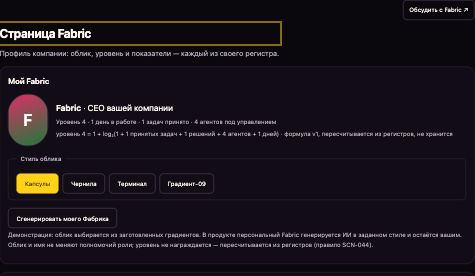 Обсудить с Fabric ↗
Страница Fabric
Профиль компании: облик, уровень и показатели — каждый из своего регистра.
Мой Fabric
F
Fabric · CEO вашей компании
Уровень 4 · 1 день в работе · 1 задач принято · 4 агентов под управлением
уровень 4 = 1 + log₂(1 + 1 принятых задач + 1 решений + 4 агентов + 1 дней) · формула v1, пересчитывается из регистров, не хранится
Стиль облика
Капсулы
Чернила
Терминал
Градиент-09
Сгенерировать моего Фабрика
Демонстрация: облик выбирается из заготовленных градиентов. В продукте персональный Fabric генерируется ИИ в заданном стиле и остаётся вашим.
Облик и имя не меняют полномочий роли; уровень не награждается — пересчитывается из регистров (правило SCN-044).